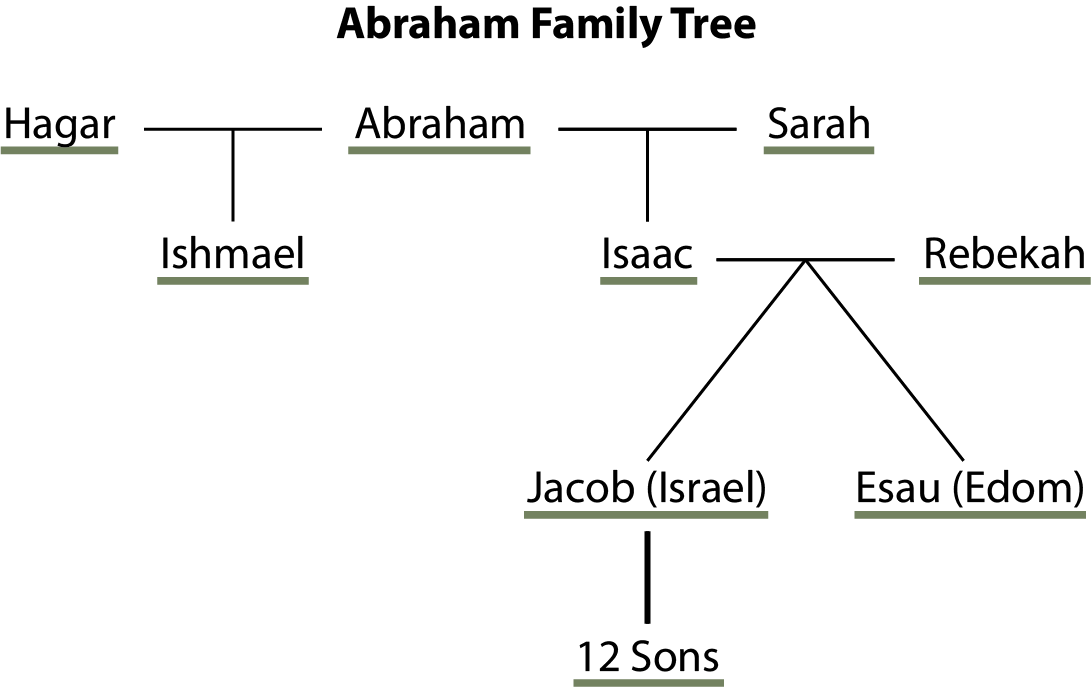 Abraham Family Tree
Hagar Abraham Sarah
Ishmael Isaac Rebekah
Jacob (Israel) Esau (Edom)
12 Sons